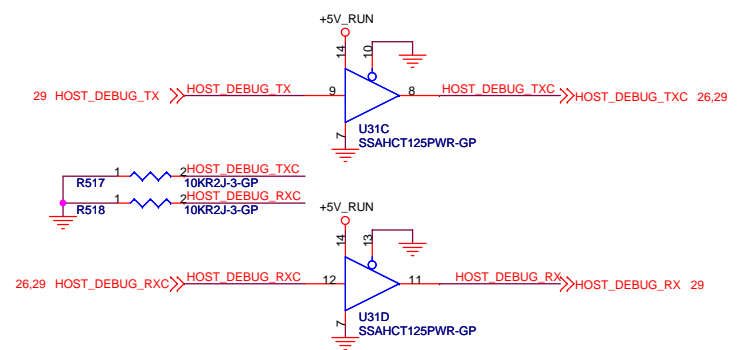 +5V_RUN
14
10
29 HOST_DEBUG_TX
HOST_DEBUG_TX
9
8
HOST_DEBUG_TXC
HOST_DEBUG_TXC 26,29
7
U31C
SSAHCT125PWR-GP
R517
1
2
HOST_DEBUG_TXC
10KR2J-3-GP
R518
1
2
HOST_DEBUG_RXC
10KR2J-3-GP
+5V_RUN
14
13
26,29 HOST_DEBUG_RXC
HOST_DEBUG_RXC
12
11
HOST_DEBUG_RX
HOST_DEBUG_RX 29
7
U31D
SSAHCT125PWR-GP